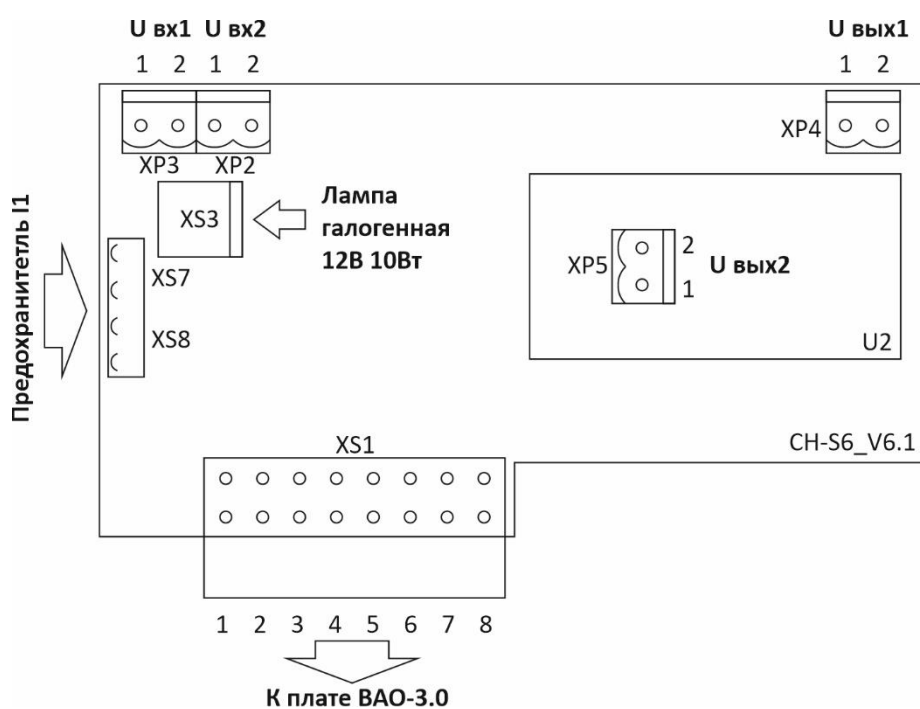 U вх1 U вх2
U вых1
1 2 1 2
1 2
XP3 XP2
XP4
XS3
Лампа
галогенная
12В 10Вт
Предохранитетль I1
XS7
XS8
XP5
2
1
U вых2
U2
CH-S6_V6.1
XS1
1 2 3 4 5 6 7 8
К плате ВАО-3.0